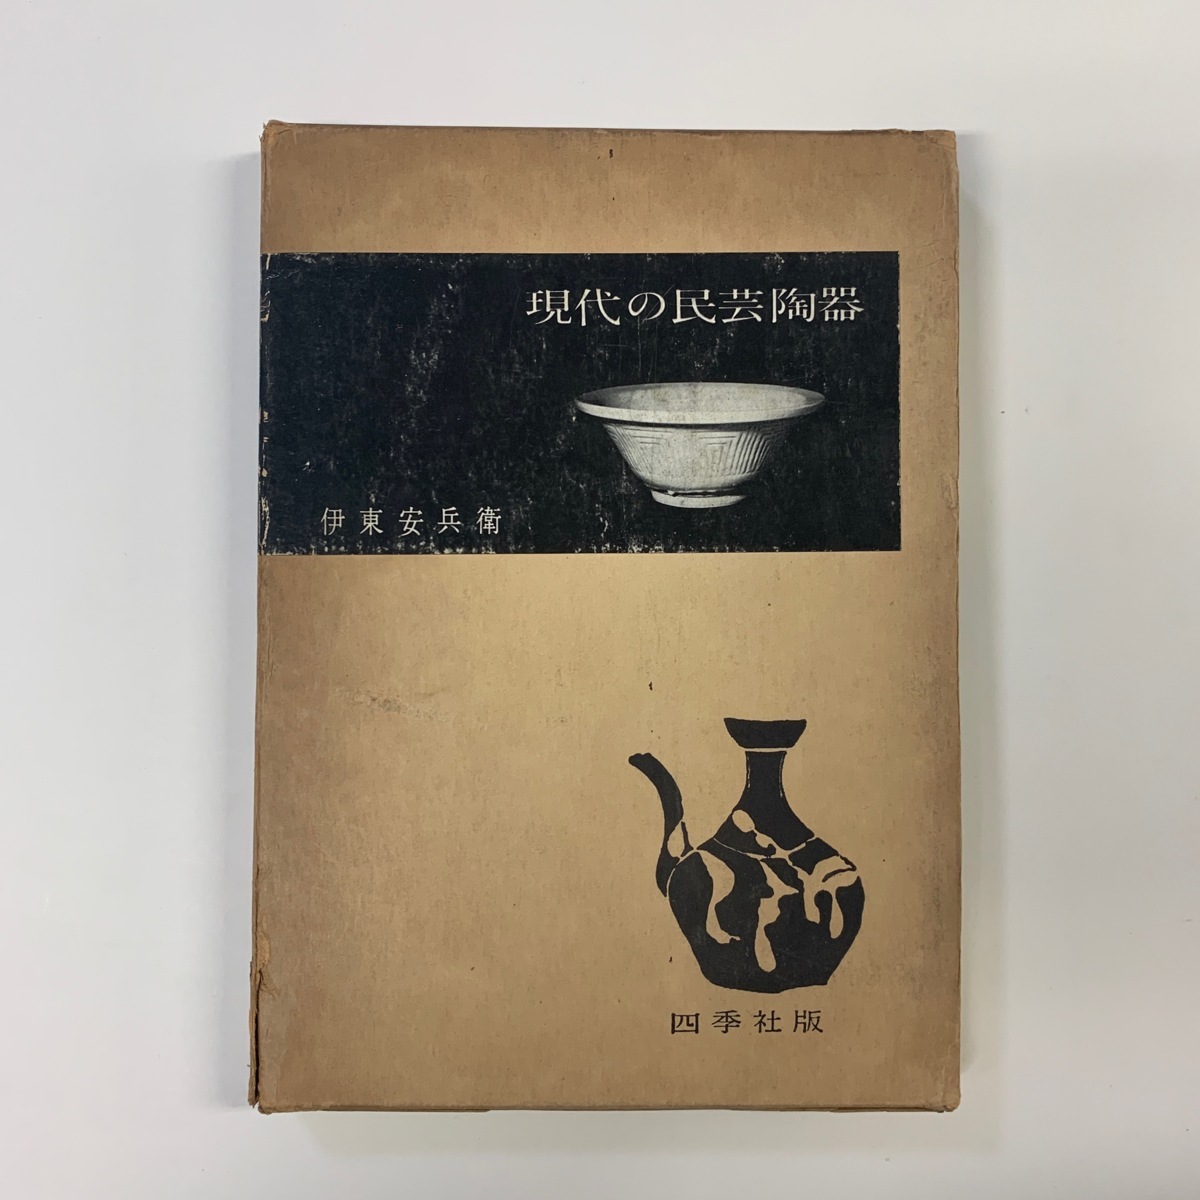 現代の民芸陶器
伊東安兵衛
四季社版